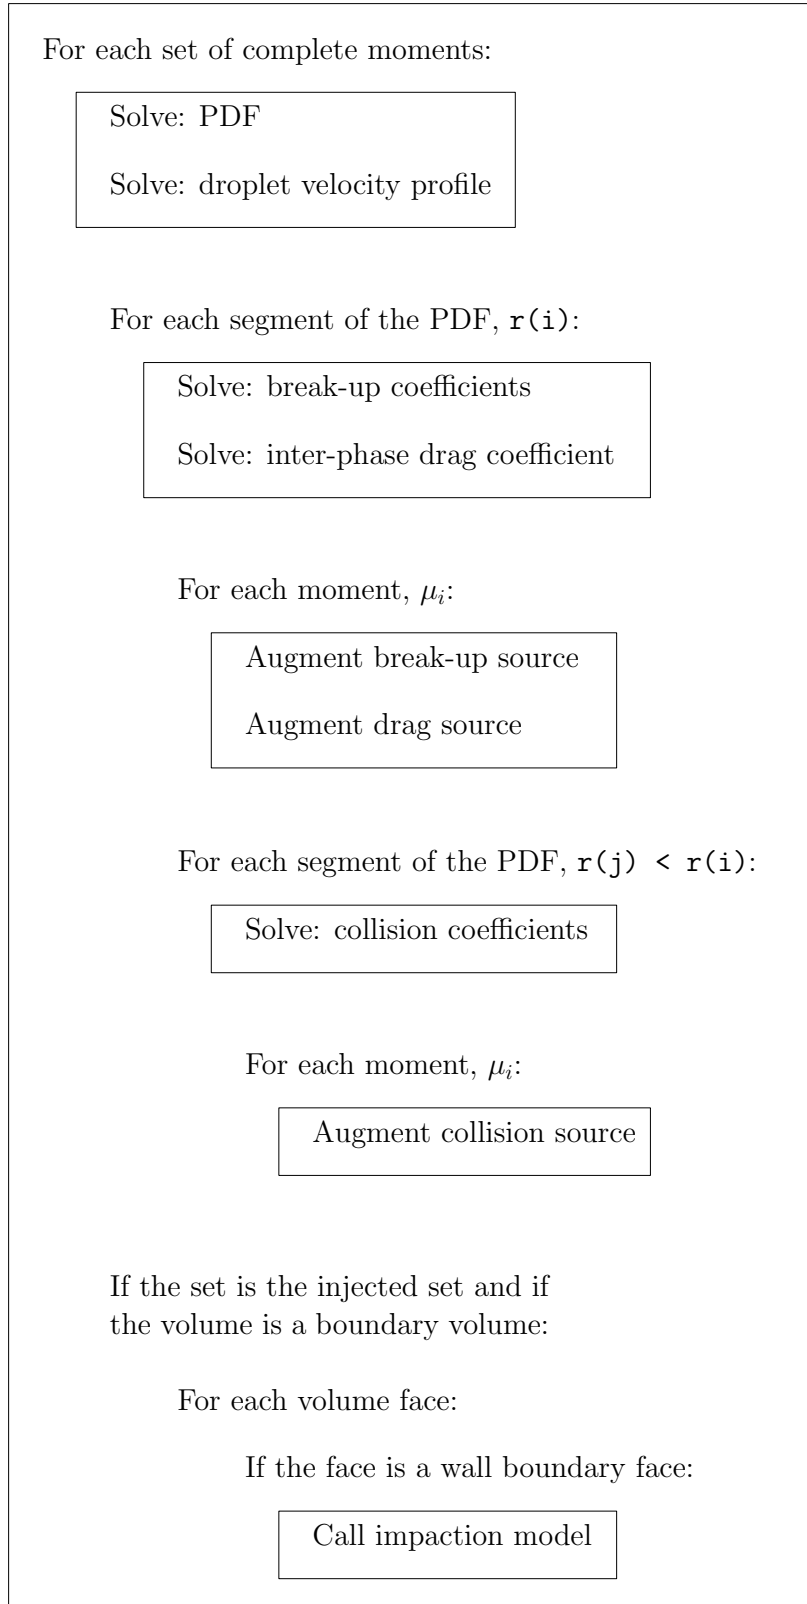 For each set of complete moments:
Solve: PDF
Solve: droplet velocity profile
For each segment of the PDF, r(i):
Solve: break-up coefficients
Solve: inter-phase drag coefficient
For each moment, μᵢ:
Augment break-up source
Augment drag source
For each segment of the PDF, r(j) < r(i):
Solve: collision coefficients
For each moment, μᵢ:
Augment collision source
If the set is the injected set and if
the volume is a boundary volume:
For each volume face:
If the face is a wall boundary face:
Call impaction model